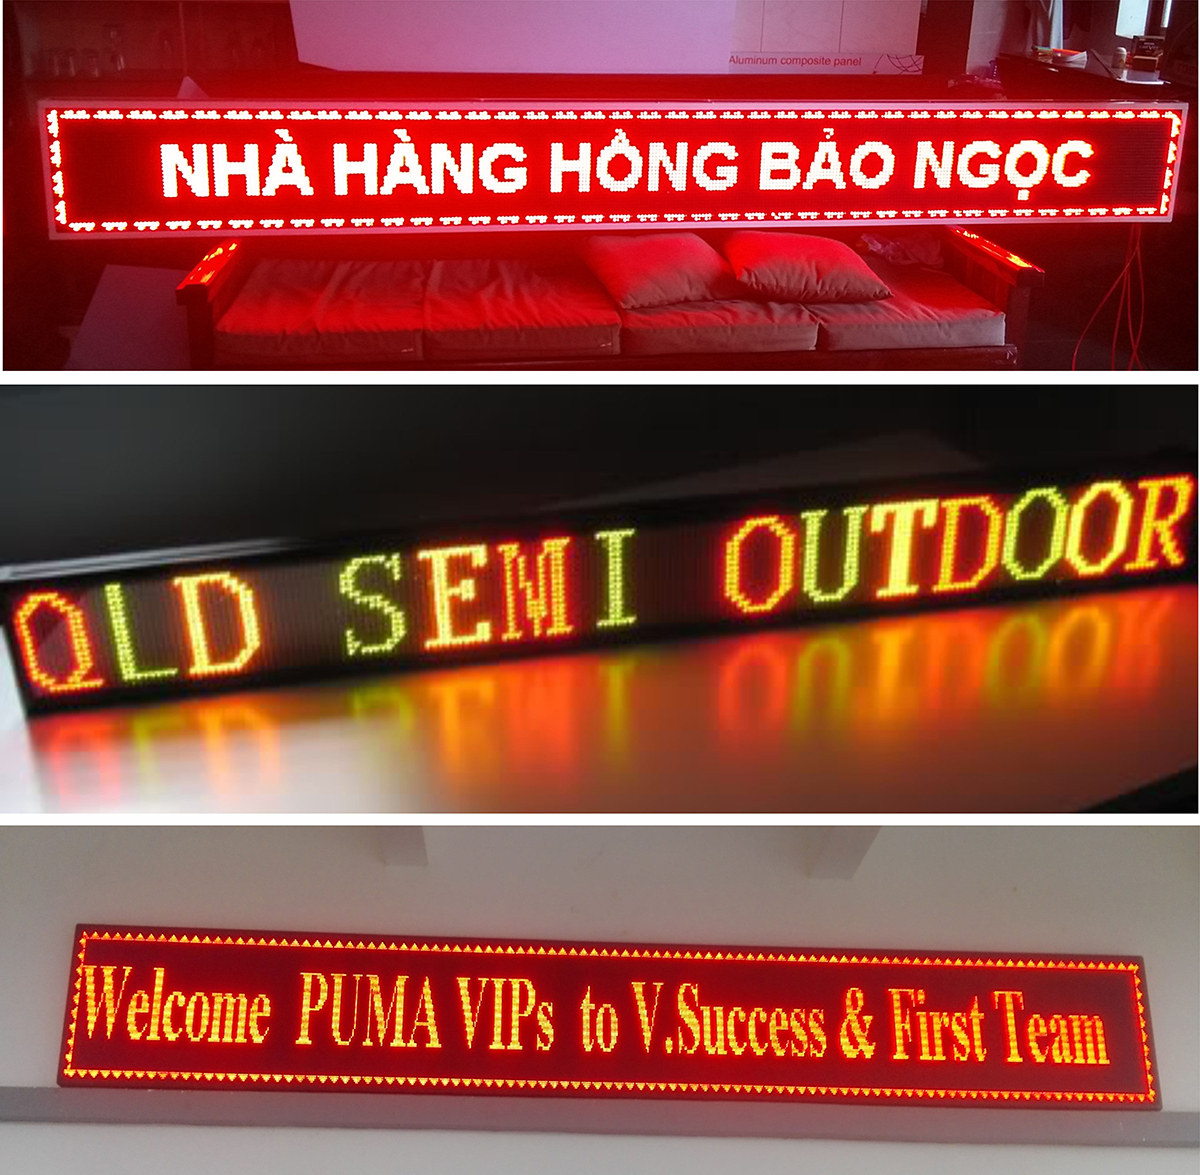 Aluminum composite panel
NHÀ HÀNG HỒNG BẢO NGỌC
QLD SEMI OUTDOOR
Welcome PUMA VIPs to V.Success & First Team